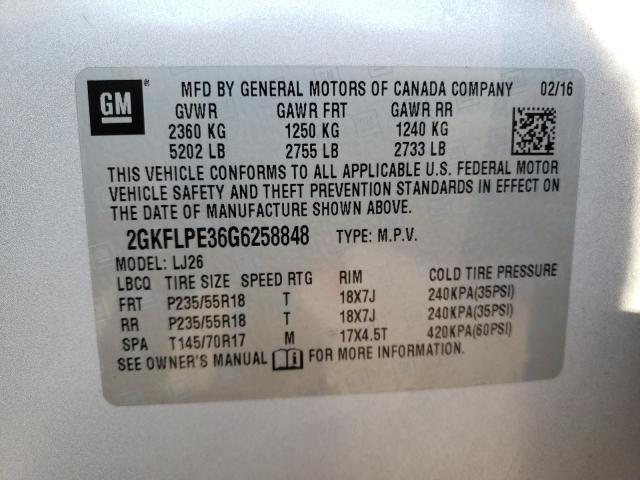 GM
MFD BY GENERAL MOTORS OF CANADA COMPANY 02/16
GVWR GAWR FRT GAWR RR
2360 KG 1250 KG 1240 KG
5202 LB 2755 LB 2733 LB
THIS VEHICLE CONFORMS TO ALL APPLICABLE U.S. FEDERAL MOTOR
VEHICLE SAFETY AND THEFT PREVENTION STANDARDS IN EFFECT ON
THE DATE OF MANUFACTURE SHOWN ABOVE.
2GKFLPE36G6258848 TYPE: M.P.V.
MODEL: LJ26
LBCQ TIRE SIZE SPEED RTG RIM COLD TIRE PRESSURE
FRT P235/55R18 T 18X7J 240KPA(35PSI)
RR P235/55R18 T 18X7J 240KPA(35PSI)
SPA T145/70R17 M 17X4.5T 420KPA(60PSI)
SEE OWNER'S MANUAL FOR MORE INFORMATION.